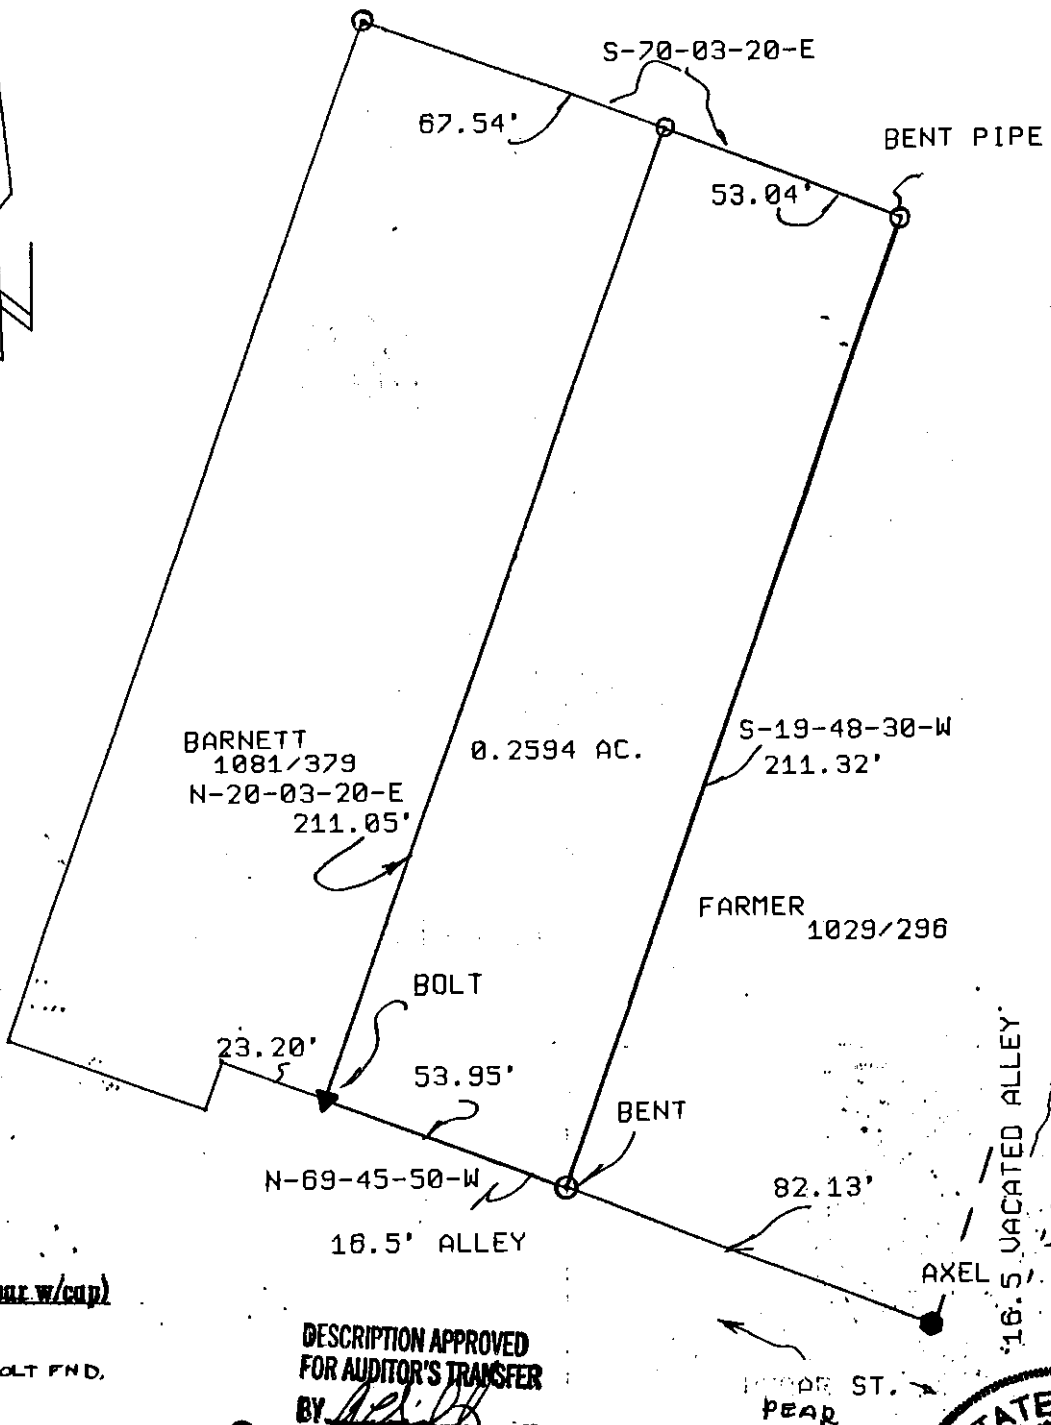 S-70-03-20-E
67.54'
BENT PIPE
53.04'
BARNETT
1081/379
N-20-03-20-E
211.05'
0.2594 AC.
S-19-48-30-W
211.32'
FARMER
1029/296
BOLT
23.20'
53.95'
BENT
N-69-45-50-W
16.5' ALLEY
82.13'
AXEL
16.5 VACATED ALLEY
w/cap)
DESCRIPTION APPROVED
FOR AUDITOR'S TRANSFER
BY
FND.
ST.
PEAR